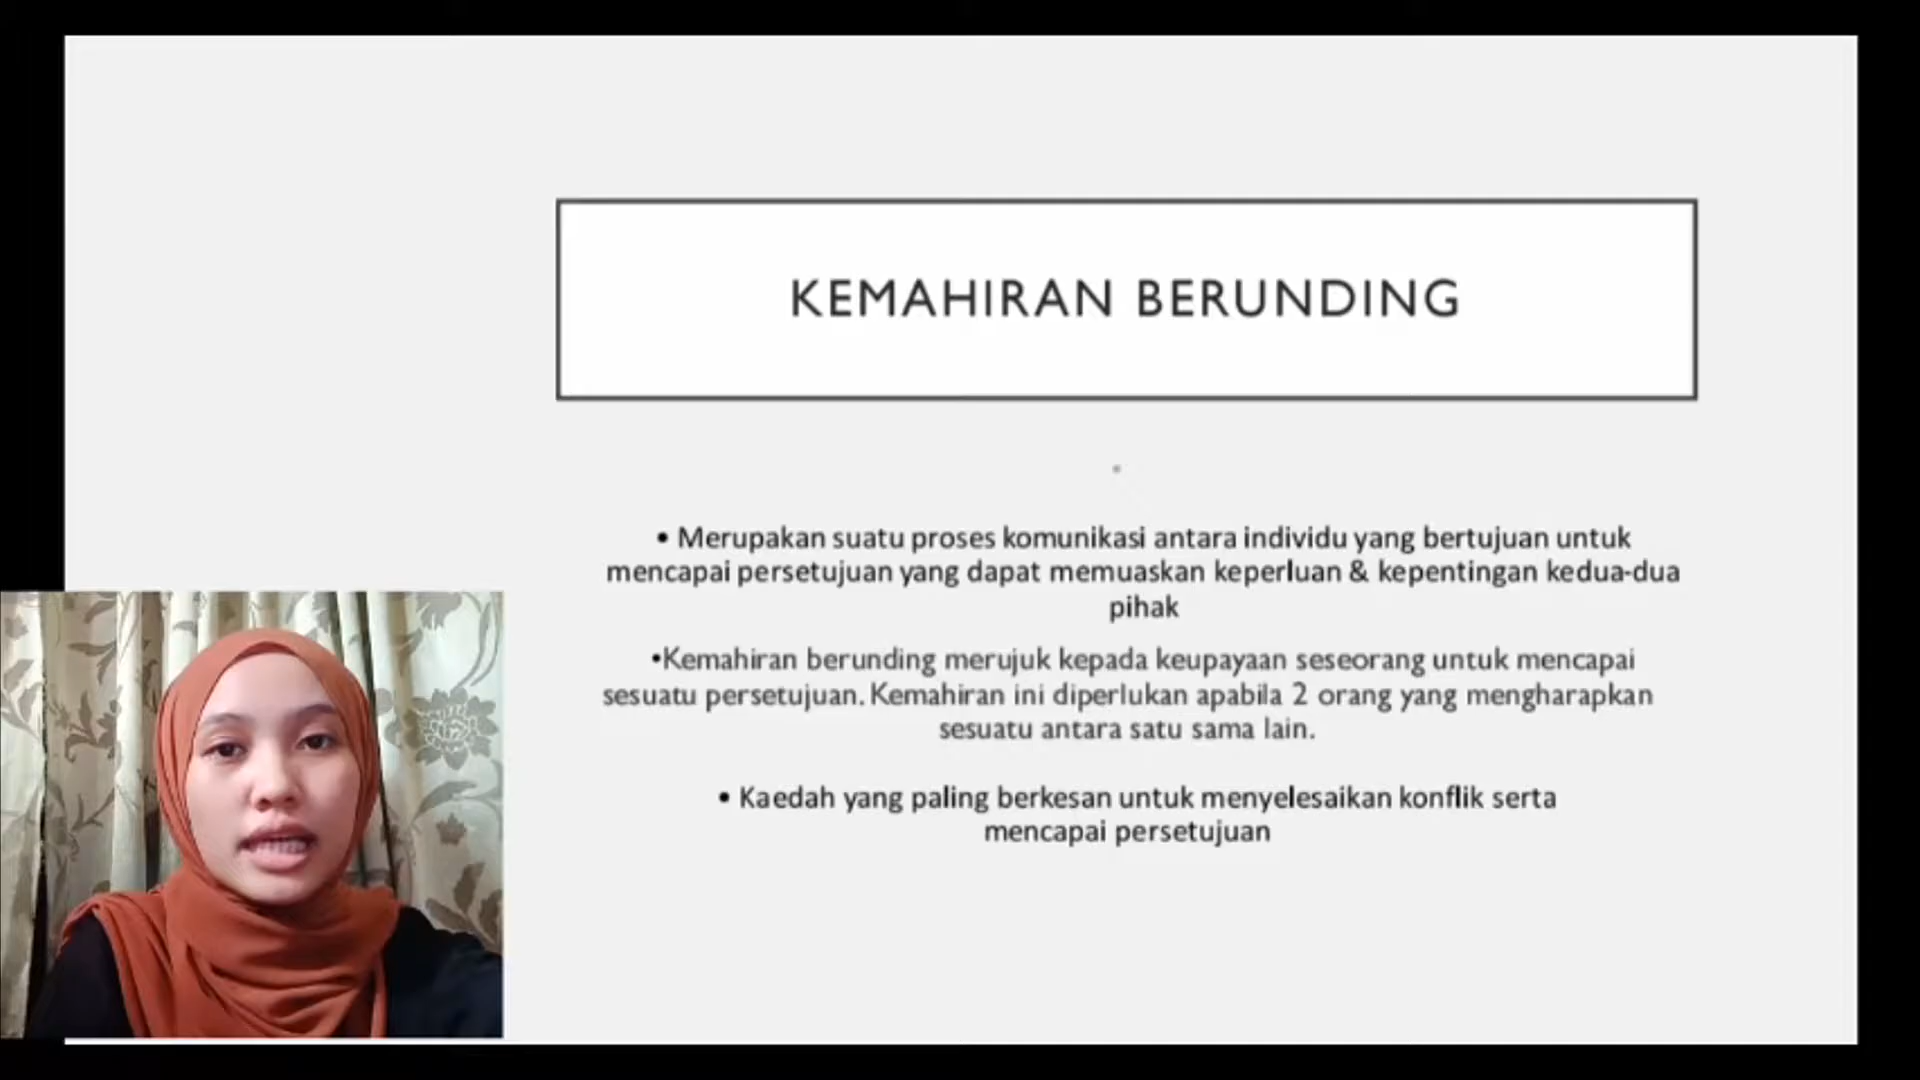 KEMAHIRAN BERUNDING
• Merupakan suatu proses komunikasi antara individu yang bertujuan untuk
mencapai persetujuan yang dapat memuaskan keperluan & kepentingan kedua-dua
pihak
•Kemahiran berunding merujuk kepada keupayaan seseorang untuk mencapai
sesuatu persetujuan. Kemahiran ini diperlukan apabila 2 orang yang mengharapkan
sesuatu antara satu sama lain.
• Kaedah yang paling berkesan untuk menyelesaikan konflik serta
mencapai persetujuan